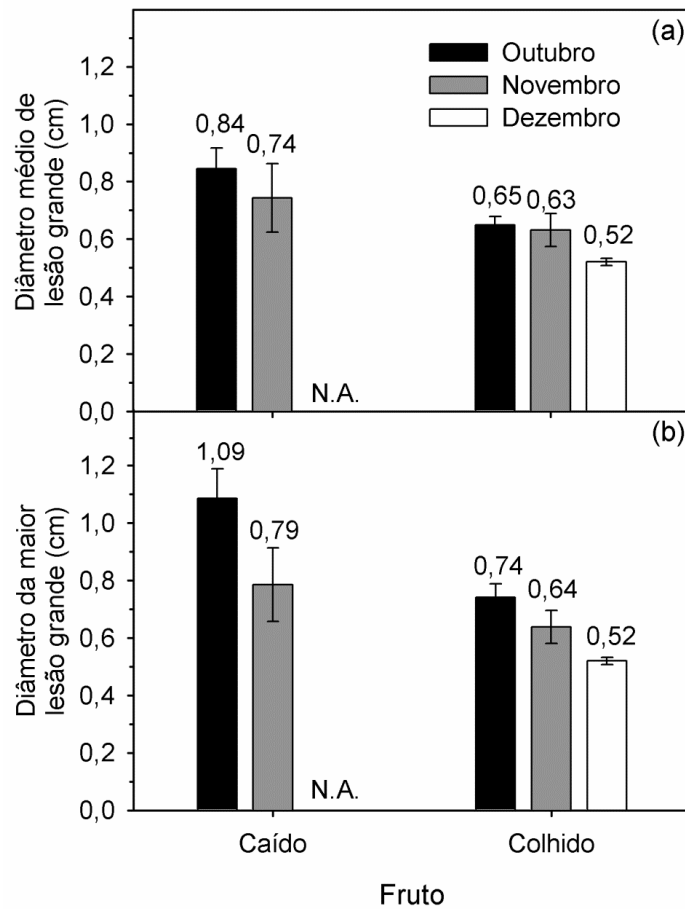 (a)
Outubro
Novembro
Dezembro
Diâmetro médio de
lesão grande (cm)
1,2
1,0
0,8
0,6
0,4
0,2
0,0
0,84
0,74
N.A.
0,65
0,63
0,52
(b)
Diâmetro da maior
lesão grande (cm)
1,2
1,0
0,8
0,6
0,4
0,2
0,0
1,09
0,79
N.A.
0,74
0,64
0,52
Caído
Colhido
Fruto